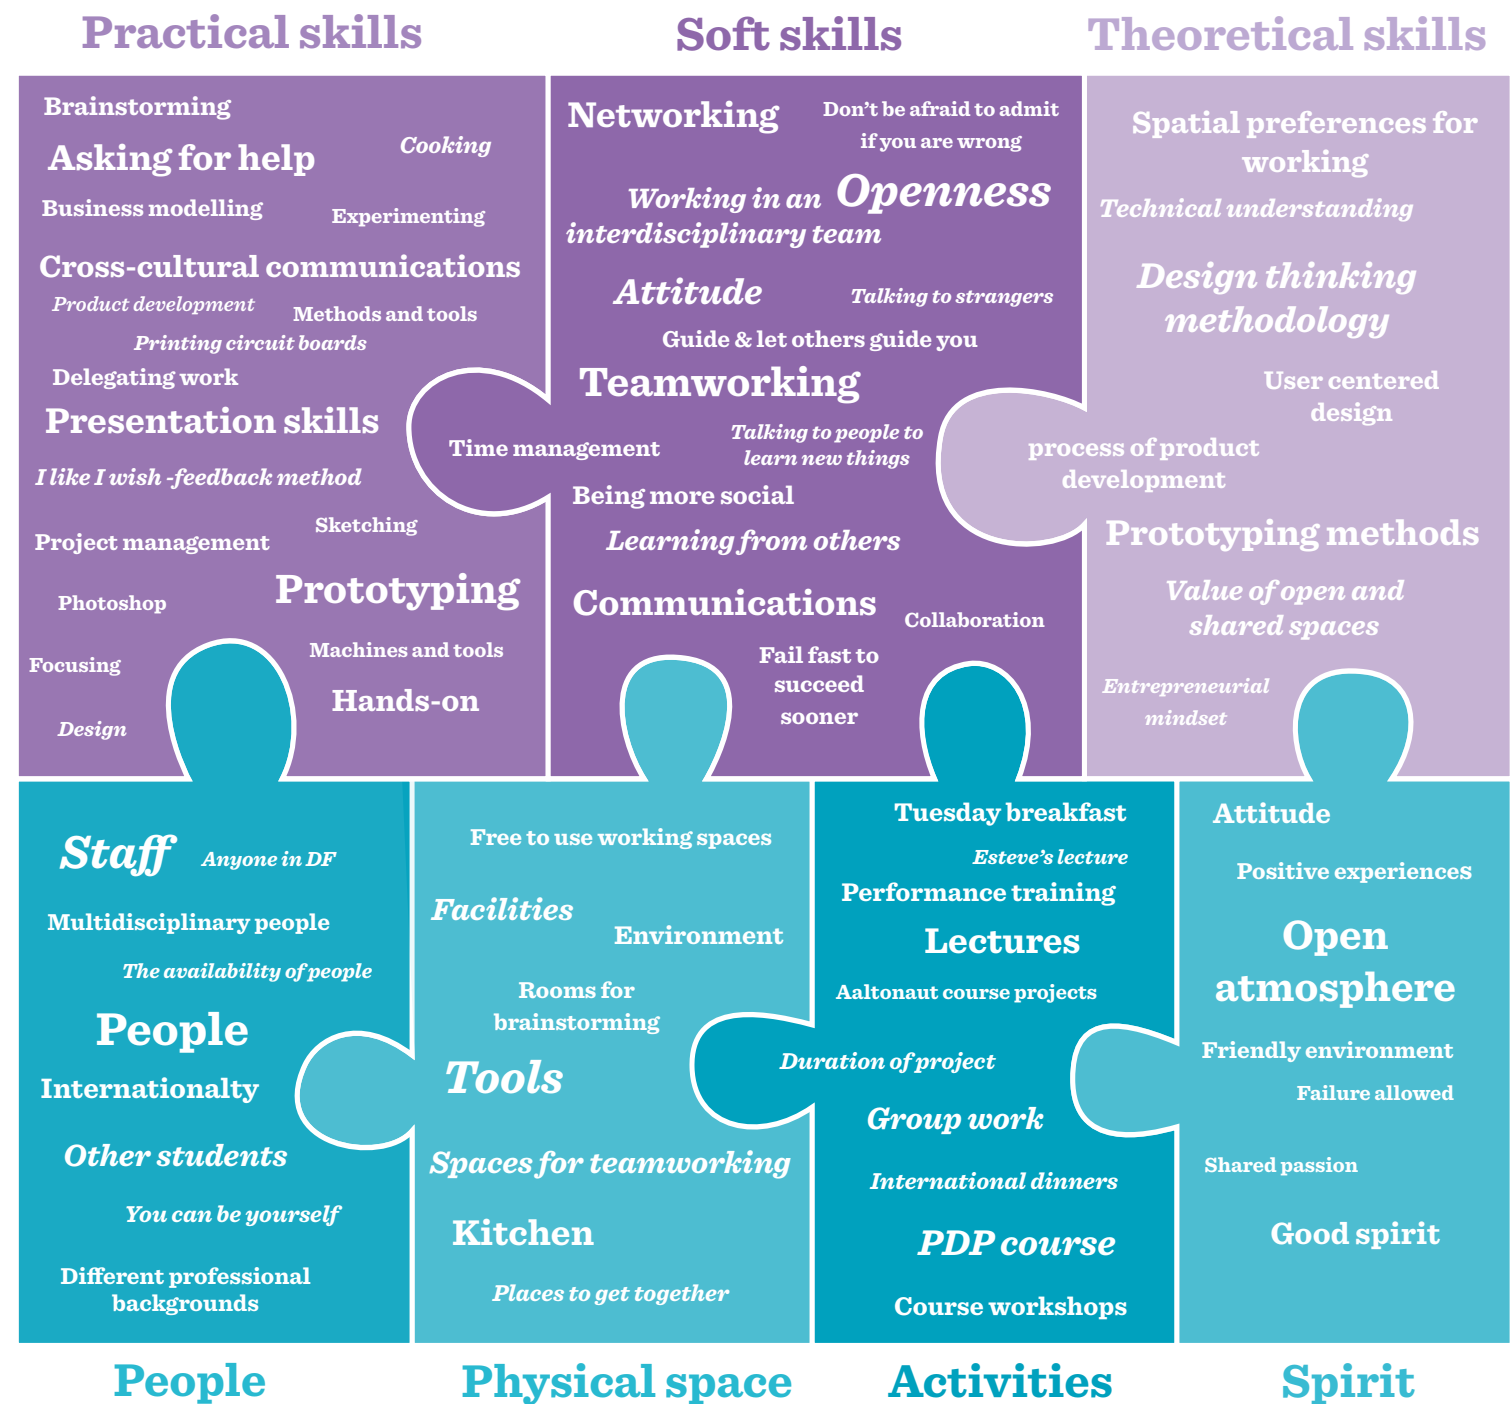 Practical skills
Brainstorming
Cooking
Asking for help
Business modelling
Experimenting
Cross-cultural communications
Product development
Methods and tools
Printing circuit boards
Delegating work
Presentation skills
I like I wish -feedback method
Sketching
Project management
Prototyping
Photoshop
Machines and tools
Focusing
Hands-on
Design
Soft skills
Networking
Don't be afraid to admit
if you are wrong
Openness
Working in an
interdisciplinary team
Attitude
Talking to strangers
Guide & let others guide you
Teamworking
Time management
Talking to people to
learn new things
Being more social
Learning from others
Communications
Collaboration
Fail fast to
succeed
sooner
Theoretical skills
Spatial preferences for
working
Technical understanding
Design thinking
methodology
User centered
design
process of product
development
Prototyping methods
Value of open and
shared spaces
Entrepreneurial
mindset
Staff
Anyone in DF
Multidisciplinary people
The availability of people
People
Internationalty
Other students
You can be yourself
Different professional
backgrounds
People
Free to use working spaces
Facilities
Environment
Rooms for
brainstorming
Tools
Spaces for teamworking
Kitchen
Places to get together
Physical space
Tuesday breakfast
Esteve's lecture
Performance training
Lectures
Aaltonaut course projects
Duration of project
Group work
International dinners
PDP course
Course workshops
Activities
Attitude
Positive experiences
Open
atmosphere
Friendly environment
Failure allowed
Shared passion
Good spirit
Spirit